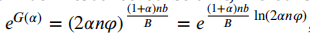 e^{G(α)} = (2αnφ)^{\frac{(1+α)nb}{B}} = e^{\frac{(1+α)nb}{B} \ln(2αnφ)},